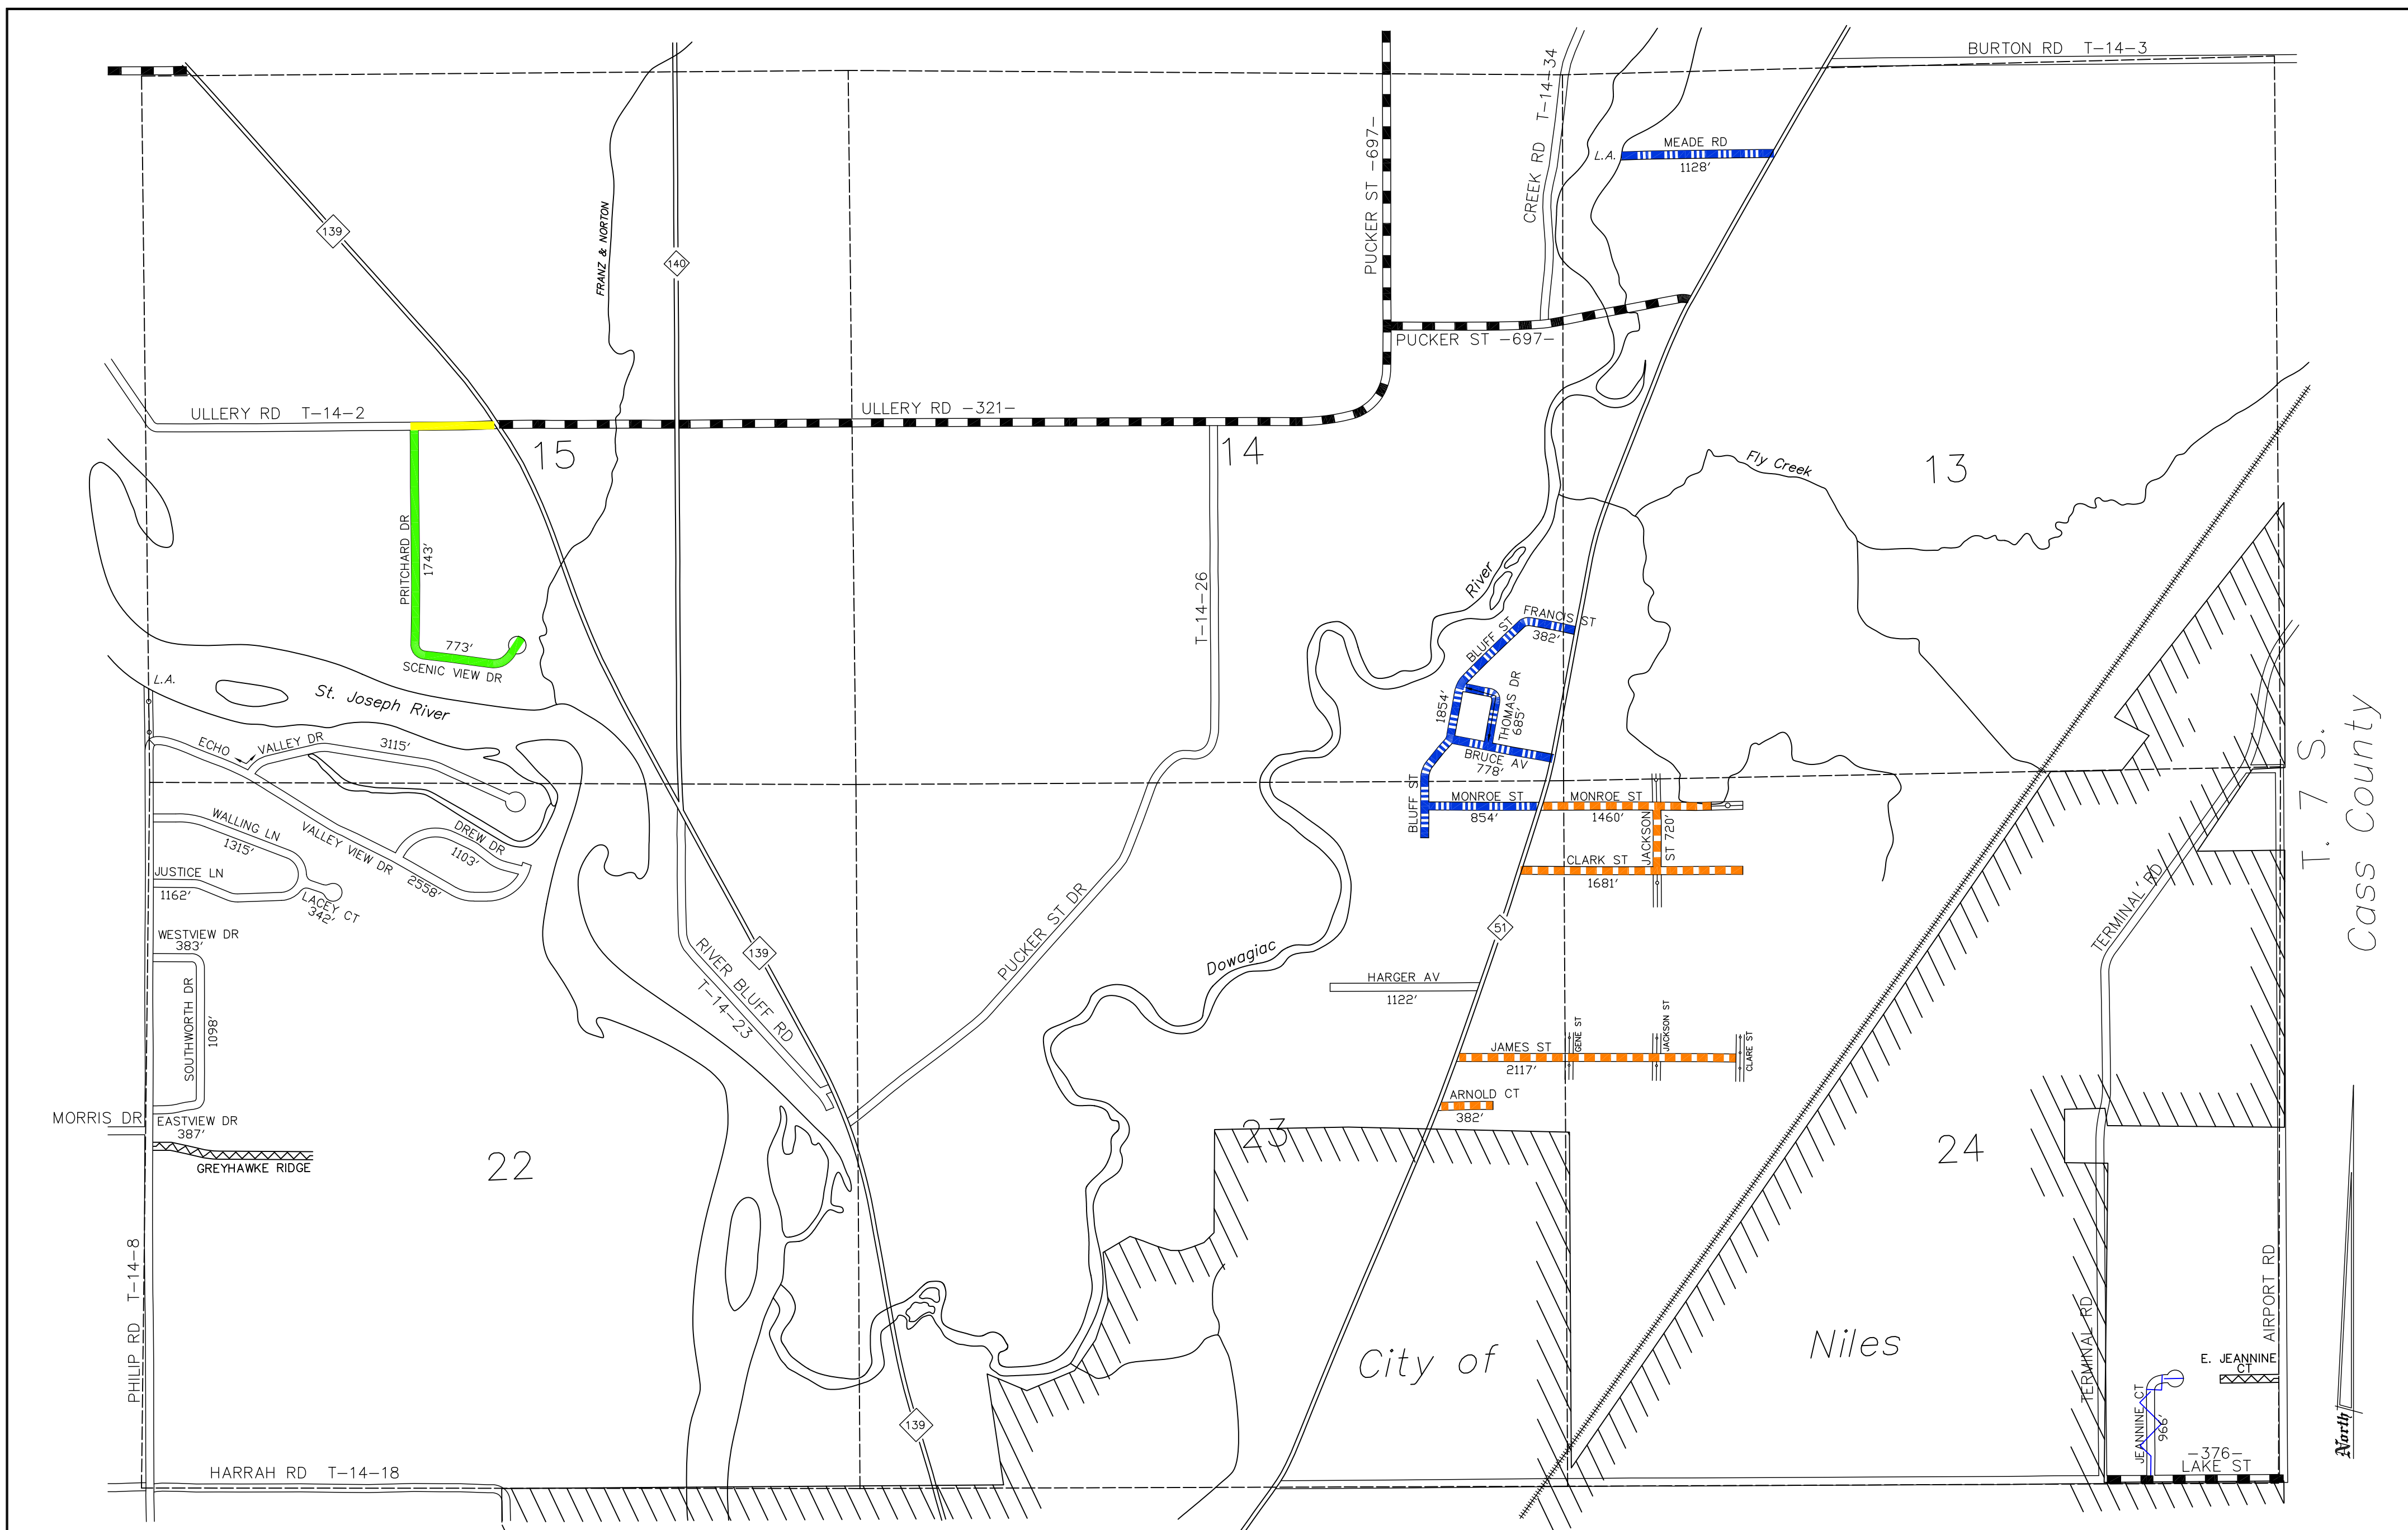 BURTON RD T-14-3
CREEK RD T-14-34
PUCKER ST -697-
MEADE RD
L.A.
1128'
139
140
FRANZ & NORTON
PUCKER ST -697-
ULLERY RD T-14-2
ULLERY RD -321-
15
14
13
Fly Creek
PRITCHARD DR
1743'
773'
SCENIC VIEW DR
T-14-26
River
FRANCIS ST
382'
BLUFF ST
THOMAS DR
685'
1854'
BRUCE AV
778'
L.A.
St. Joseph River
ECHO
VALLEY DR
3115'
T. 7 S.
Cass County
BLUFF ST
MONROE ST
854'
MONROE ST
1460'
JACKSON
ST 720'
CLARK ST
1681'
WALLING LN
1315'
VALLEY VIEW DR
2558'
DREW DR
1103'
JUSTICE LN
1162'
LACEY CT
342'
WESTVIEW DR
383'
SOUTHWORTH DR
1098'
RIVER BLUFF RD
T-14-23
139
PUCKER ST DR
Dowagiac
51
HARGER AV
1122'
TERMINAL RD
JAMES ST
2117'
GENE ST
JACKSON ST
CLARE ST
ARNOLD CT
382'
MORRIS DR
EASTVIEW DR
387'
GREYHAWKE RIDGE
22
23
24
PHILIP RD T-14-8
City of
Niles
TERMINAL RD
AIRPORT RD
E. JEANNINE
CT
JEANNINE CT
966'
139
-376-
LAKE ST
HARRAH RD T-14-18
North